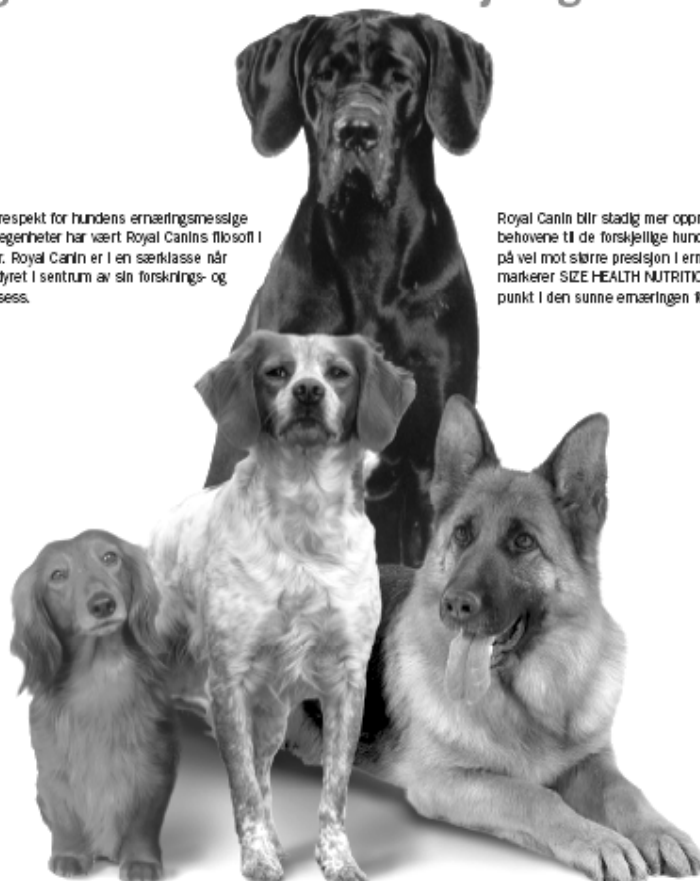 respekt for hundens ernæringsmessige
egenheter har vært Royal Canins filosofi i
r. Royal Canin er i en særklasse når
dyret i sentrum av sin forsknings- og
sess.
Royal Canin blir stadig mer oppr
behovene til de forskjellige hund
på vei mot større presisjon i ern
markerer SIZE HEALTH NUTRITIO
punkt i den sunne ernæringen f